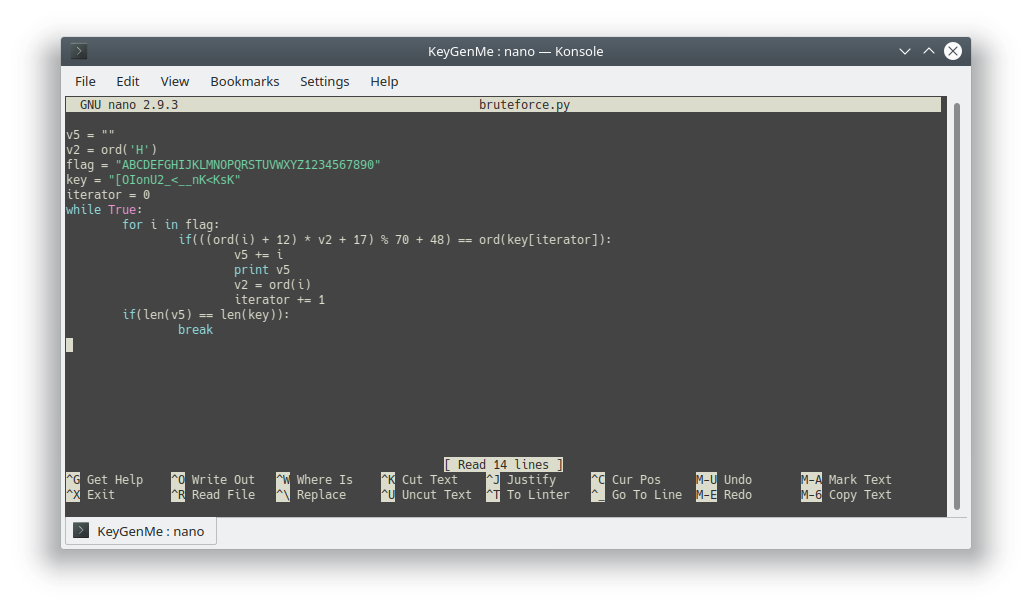 KeyGenMe : nano — Konsole
File Edit View Bookmarks Settings Help
GNU nano 2.9.3 bruteforce.py
v5 = ""
v2 = ord('H')
flag = "ABCDEFGHIJKLMNOPQRSTUVWXYZ1234567890"
key = "[OIonU2_<__nK<KsK"
iterator = 0
while True:
        for i in flag:
                if(((ord(i) + 12) * v2 + 17) % 70 + 48) == ord(key[iterator]):
                        v5 += i
                        print v5
                        v2 = ord(i)
                        iterator += 1
        if(len(v5) == len(key)):
                break
[ Read 14 lines ]
^G Get Help ^O Write Out ^W Where Is ^K Cut Text ^J Justify ^C Cur Pos M-U Undo M-A Mark Text
^X Exit ^R Read File ^\ Replace ^U Uncut Text ^T To Linter ^_ Go To Line M-E Redo M-6 Copy Text
KeyGenMe : nano